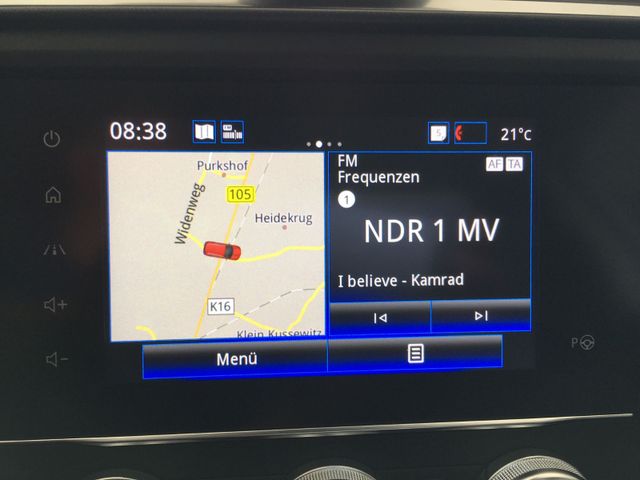 08:38
5
21°c
Purkshof
105
Widenweg
Heidekrug
K16
Klein Kussewitz
FM
Frequenzen
AF TA
1
NDR 1 MV
I believe - Kamrad
Menü
P